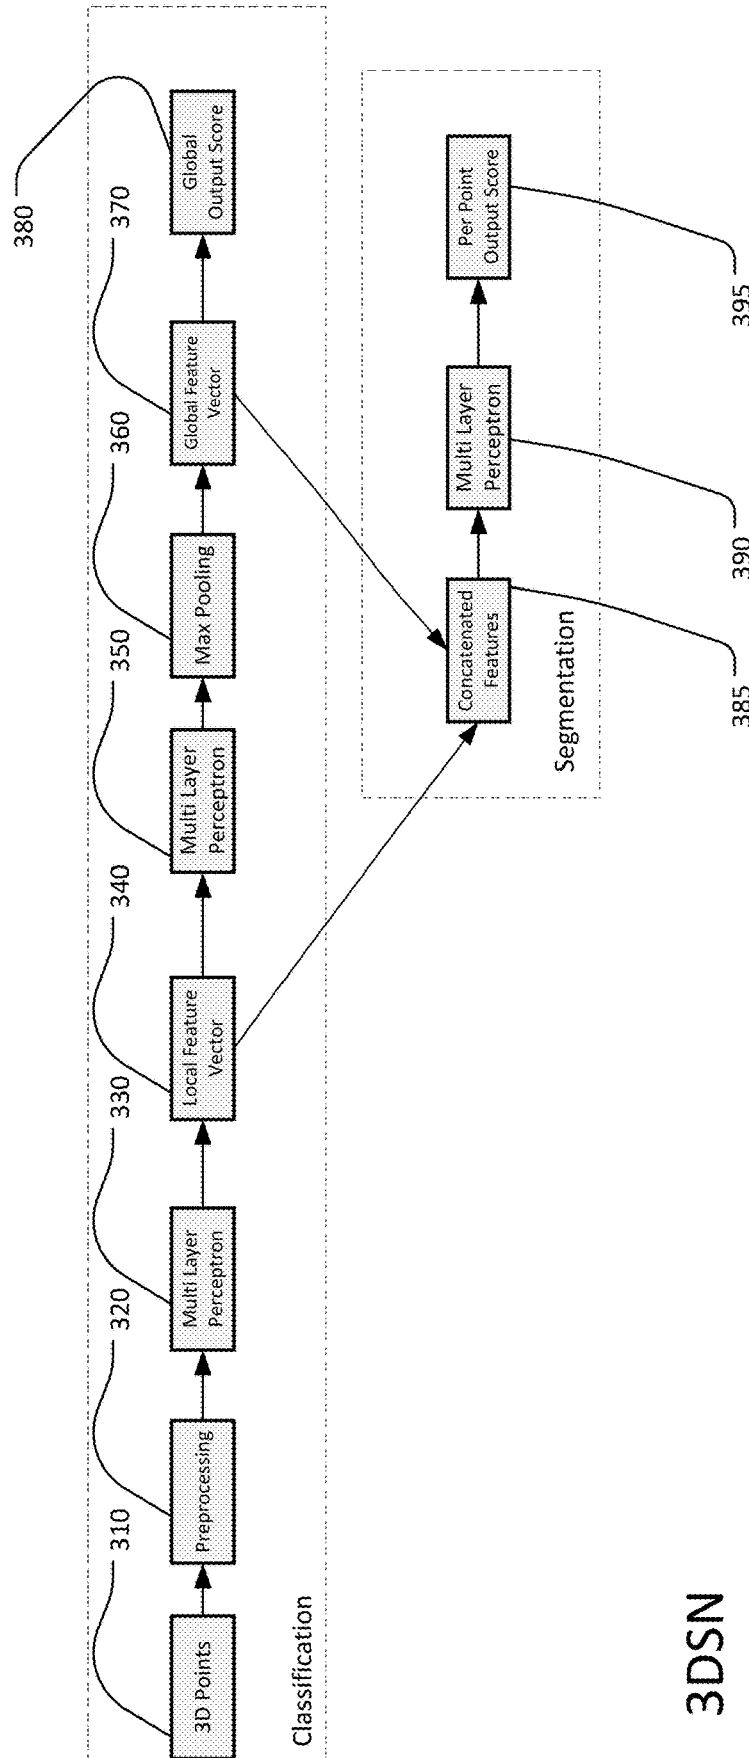 310
320
330
340
350
360
370
380
3D Points
Preprocessing
Multi Layer
Perceptron
Local Feature
Vector
Multi Layer
Perceptron
Max Pooling
Global Feature
Vector
Global
Output Score
Classification
Concatenated
Features
Multi Layer
Perceptron
Per Point
Output Score
Segmentation
385
390
395
3DSN